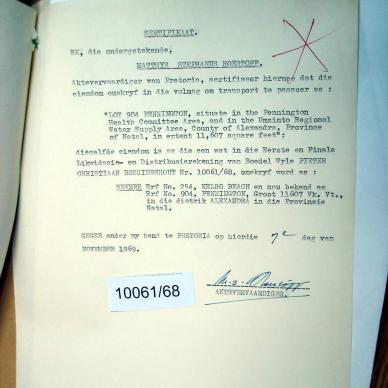 SERTIFIKAAT.
EK, die ondergetekende,
MATTHYS STEPHANUS ROESTOFF,
Aktevervaardiger van Pretoria, sertifiseer hiermee dat die
eiendom omskryf in die volmag om transport te passeer as :
"LOT 904 PENNINGTON, situate in the Pennington
Health Committee Area, and in the Umzinto Regional
Water Supply Area, County of Alexandra, Province
of Natal, in extent 11,607 square feet";
dieselfde eiendom is as die een wat in die Eerste en Finale
Likwidasie- en Distribusierekening van Boedel Wyle PIETER
CHRISTIAAN BEZUIDENHOUT Nr. 10061/68, omskryf word as :
SEKERE Erf No. 254, KELSO BEACH en nou bekend as
Erf No. 904, PENNINGTON, Groot 11607 Vk. Vt.,
in die distrik ALEXANDRA in die Provinsie
Natal.
GEGEE onder my hand te PRETORIA op hierdie 7e dag van
NOVEMBER 1969.
M.S. Roestoff
AKTEVERVAARDIGER.
10061/68